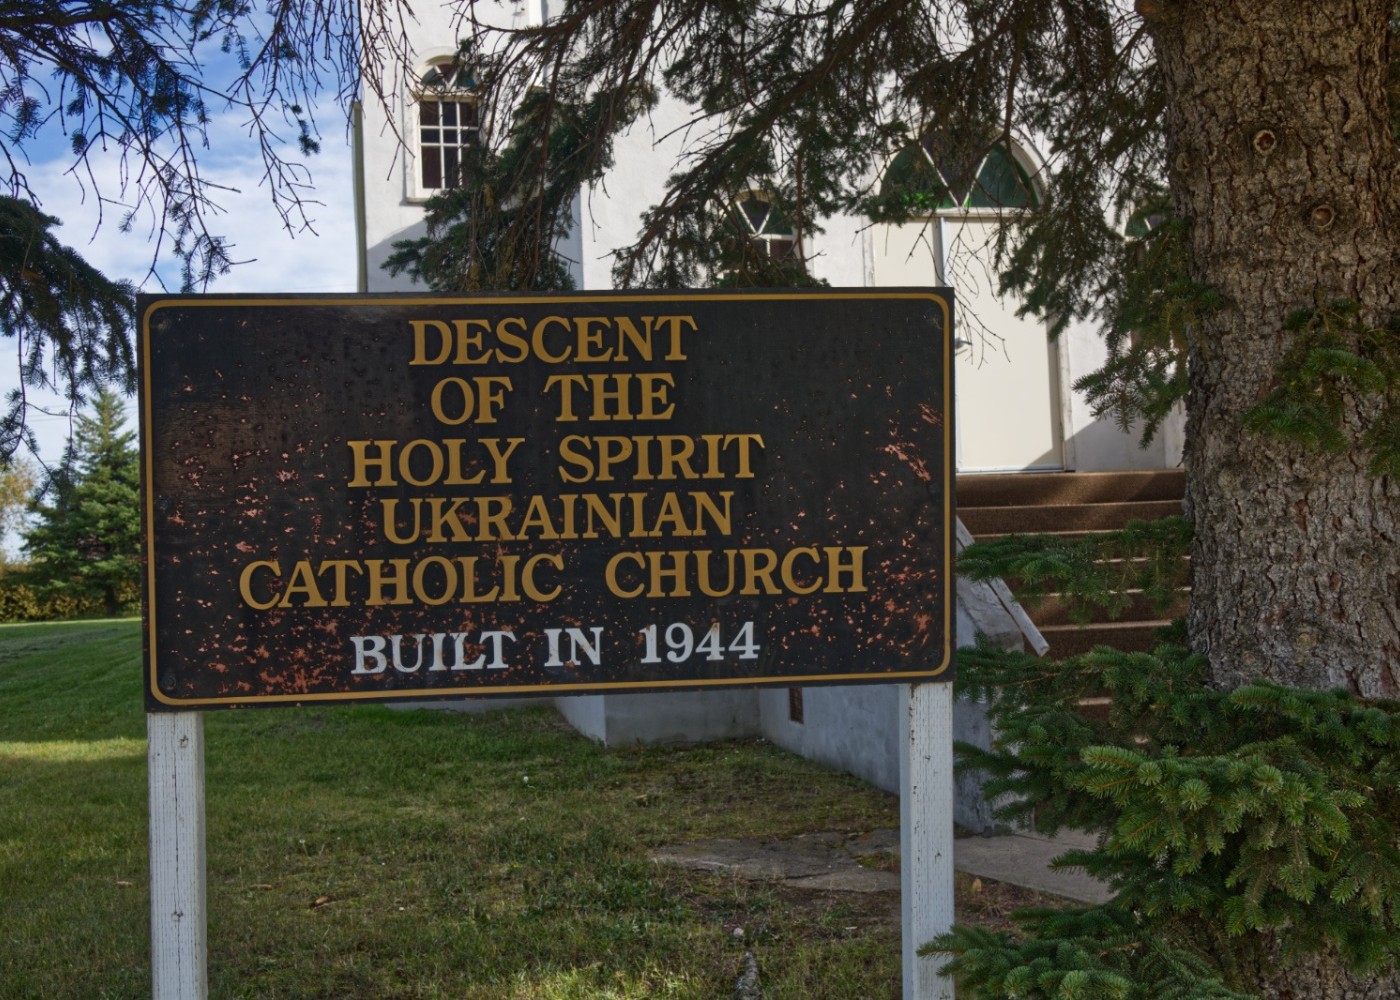 DESCENT
OF THE
HOLY SPIRIT
UKRAINIAN
CATHOLIC CHURCH
BUILT IN 1944